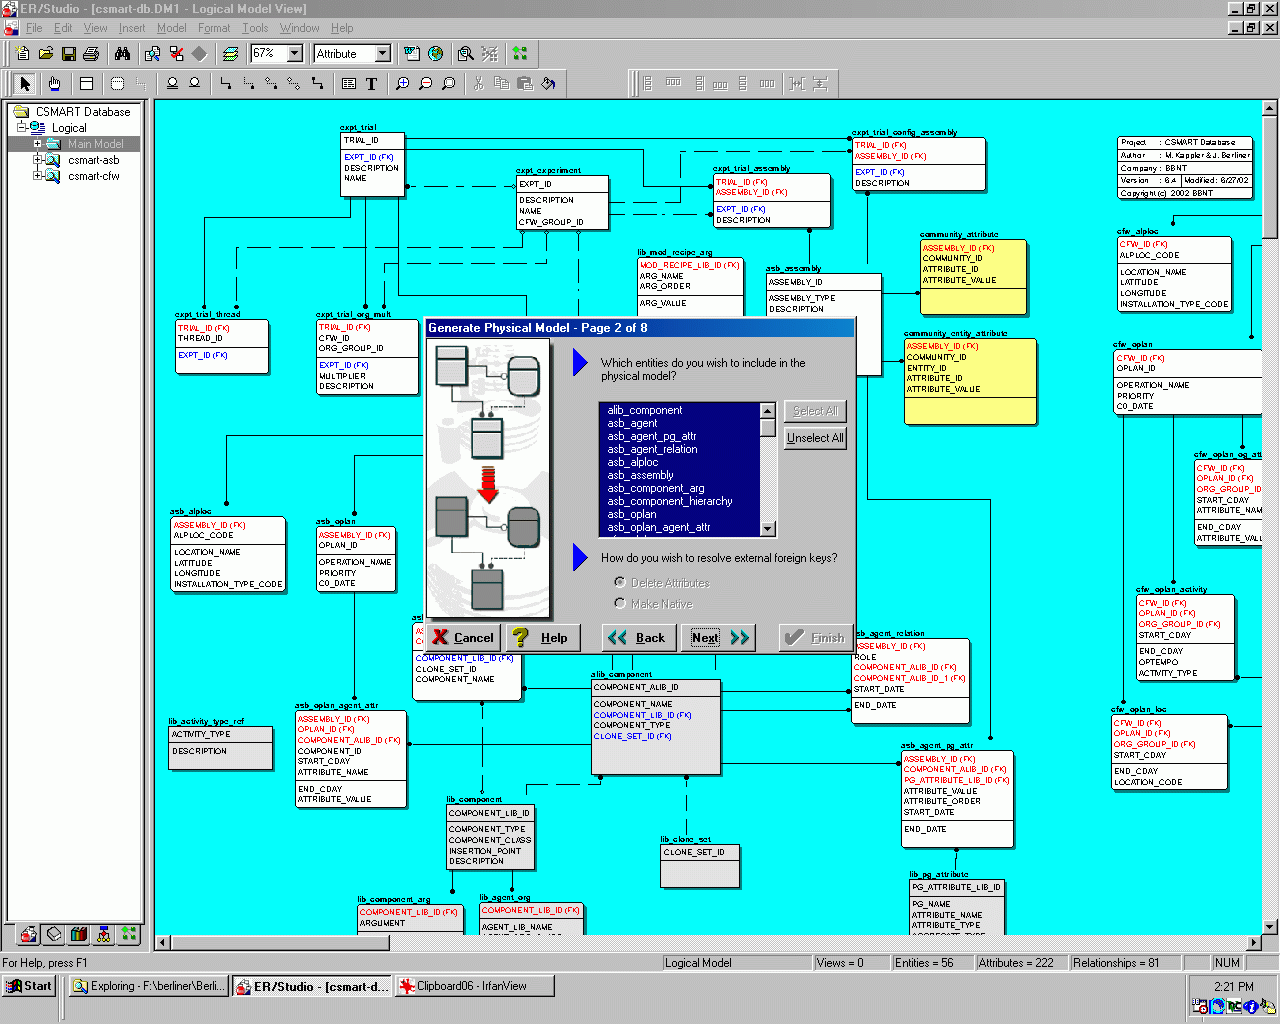 ER/Studio - [csmart-db.DM1 - Logical Model View]
File Edit View Insert Model Format Tools Window Help
67% Attribute
CSMART Database
Logical
Main Model
csmart-asb
csmart-cfw
expt_trial
TRIAL_ID
EXPT_ID (FK)
DESCRIPTION
NAME
expt_experiment
EXPT_ID
DESCRIPTION
NAME
CFW_GROUP_ID
expt_trial_assembly
TRIAL_ID (FK)
ASSEMBLY_ID (FK)
EXPT_ID (FK)
DESCRIPTION
expt_trial_config_assembly
TRIAL_ID (FK)
ASSEMBLY_ID (FK)
EXPT_ID (FK)
DESCRIPTION
Project : CSMART Database
Author : M. Kappler & J. Berliner
Company : BBNT
Version : 6.4 Modified: 6/27/02
Copyright (c) 2002 BBNT
cfw_alploc
CFW_ID (FK)
ALPLOC_CODE
LOCATION_NAME
LATITUDE
LONGITUDE
INSTALLATION_TYPE_CODE
community_attribute
ASSEMBLY_ID (FK)
COMMUNITY_ID
ATTRIBUTE_ID
ATTRIBUTE_VALUE
lib_mod_recipe_arg
MOD_RECIPE_LIB_ID (FK)
ARG_NAME
ARG_ORDER
ARG_VALUE
asb_assembly
ASSEMBLY_ID
ASSEMBLY_TYPE
DESCRIPTION
expt_trial_thread
TRIAL_ID (FK)
THREAD_ID
EXPT_ID (FK)
expt_trial_org_mult
TRIAL_ID (FK)
CFW_ID
ORG_GROUP_ID
EXPT_ID (FK)
MULTIPLIER
DESCRIPTION
community_entity_attribute
ASSEMBLY_ID (FK)
COMMUNITY_ID
ENTITY_ID
ATTRIBUTE_ID
ATTRIBUTE_VALUE
cfw_oplan
CFW_ID (FK)
OPLAN_ID
OPERATION_NAME
PRIORITY
C0_DATE
Generate Physical Model - Page 2 of 8
Which entities do you wish to include in the
physical model?
alib_component
asb_agent
asb_agent_pg_attr
asb_agent_relation
asb_alploc
asb_assembly
asb_component_arg
asb_component_hierarchy
asb_oplan
asb_oplan_agent_attr
Select All
Unselect All
How do you wish to resolve external foreign keys?
Delete Attributes
Make Native
Cancel Help Back Next Finish
cfw_oplan_og_att
CFW_ID (FK)
OPLAN_ID (FK)
ORG_GROUP_ID
START_CDAY
ATTRIBUTE_NAM
END_CDAY
ATTRIBUTE_VALU
asb_alploc
ASSEMBLY_ID (FK)
ALPLOC_CODE
LOCATION_NAME
LATITUDE
LONGITUDE
INSTALLATION_TYPE_CODE
asb_oplan
ASSEMBLY_ID (FK)
OPLAN_ID
OPERATION_NAME
PRIORITY
C0_DATE
cfw_oplan_activity
CFW_ID (FK)
OPLAN_ID (FK)
ORG_GROUP_ID (FK)
START_CDAY
END_CDAY
OPTEMPO
ACTIVITY_TYPE
COMPONENT_LIB_ID (FK)
CLONE_SET_ID
COMPONENT_NAME
alib_component
COMPONENT_ALIB_ID
COMPONENT_NAME
COMPONENT_LIB_ID (FK)
COMPONENT_TYPE
CLONE_SET_ID (FK)
asb_agent_relation
ASSEMBLY_ID (FK)
ROLE
COMPONENT_ALIB_ID (FK)
COMPONENT_ALIB_ID_1 (FK)
START_DATE
END_DATE
lib_activity_type_ref
ACTIVITY_TYPE
DESCRIPTION
asb_oplan_agent_attr
ASSEMBLY_ID (FK)
OPLAN_ID (FK)
COMPONENT_ALIB_ID (FK)
COMPONENT_ID
START_CDAY
ATTRIBUTE_NAME
END_CDAY
ATTRIBUTE_VALUE
cfw_oplan_loc
CFW_ID (FK)
OPLAN_ID (FK)
ORG_GROUP_ID (FK)
START_CDAY
END_CDAY
LOCATION_CODE
asb_agent_pg_attr
ASSEMBLY_ID (FK)
COMPONENT_ALIB_ID (FK)
PG_ATTRIBUTE_LIB_ID (FK)
ATTRIBUTE_VALUE
ATTRIBUTE_ORDER
START_DATE
END_DATE
lib_component
COMPONENT_LIB_ID
COMPONENT_TYPE
COMPONENT_CLASS
INSERTION_POINT
DESCRIPTION
lib_clone_set
CLONE_SET_ID
lib_pg_attribute
PG_ATTRIBUTE_LIB_ID
PG_NAME
ATTRIBUTE_NAME
ATTRIBUTE_TYPE
lib_component_arg
COMPONENT_LIB_ID (FK)
ARGUMENT
lib_agent_org
COMPONENT_LIB_ID (FK)
AGENT_LIB_NAME
For Help, press F1 Logical Model Views = 0 Entities = 56 Attributes = 222 Relationships = 81 NUM
Start Exploring - F:\berliner\Berli... ER/Studio - [csmart-d... Clipboard06 - IrfanView 2:21 PM